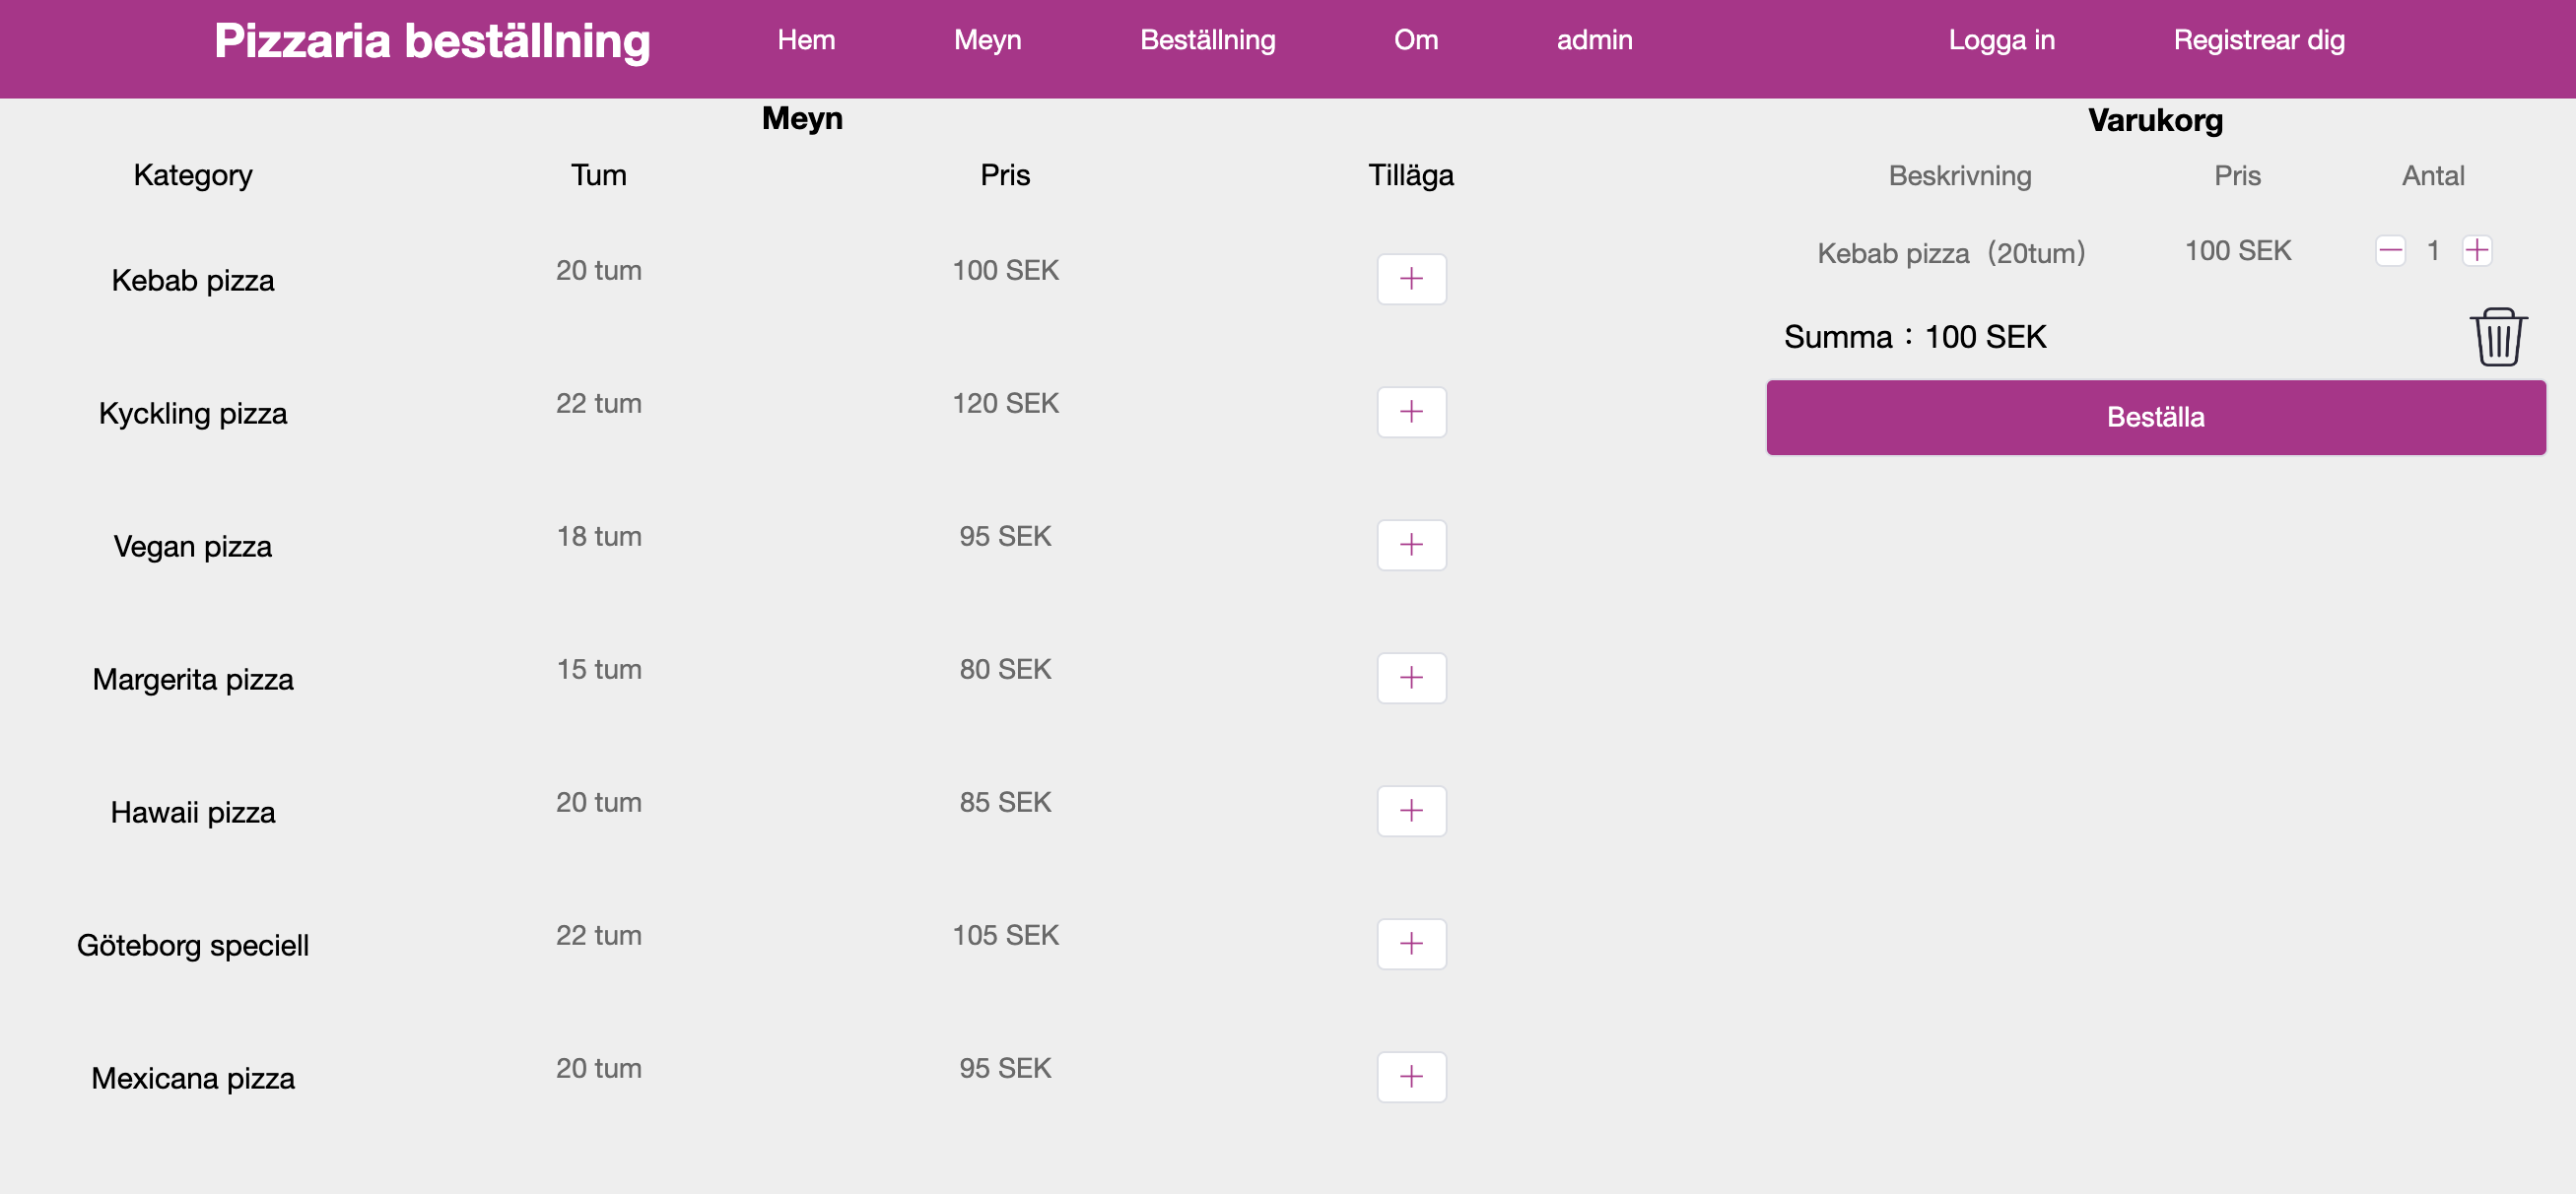 Pizzaria beställning Hem Meyn Beställning Om admin Logga in Registrear dig
Meyn
Kategory Tum Pris Tilläga
Kebab pizza 20 tum 100 SEK +
Kyckling pizza 22 tum 120 SEK +
Vegan pizza 18 tum 95 SEK +
Margerita pizza 15 tum 80 SEK +
Hawaii pizza 20 tum 85 SEK +
Göteborg speciell 22 tum 105 SEK +
Mexicana pizza 20 tum 95 SEK +
Varukorg
Beskrivning Pris Antal
Kebab pizza（20tum） 100 SEK — 1 +
Summa：100 SEK
Beställa